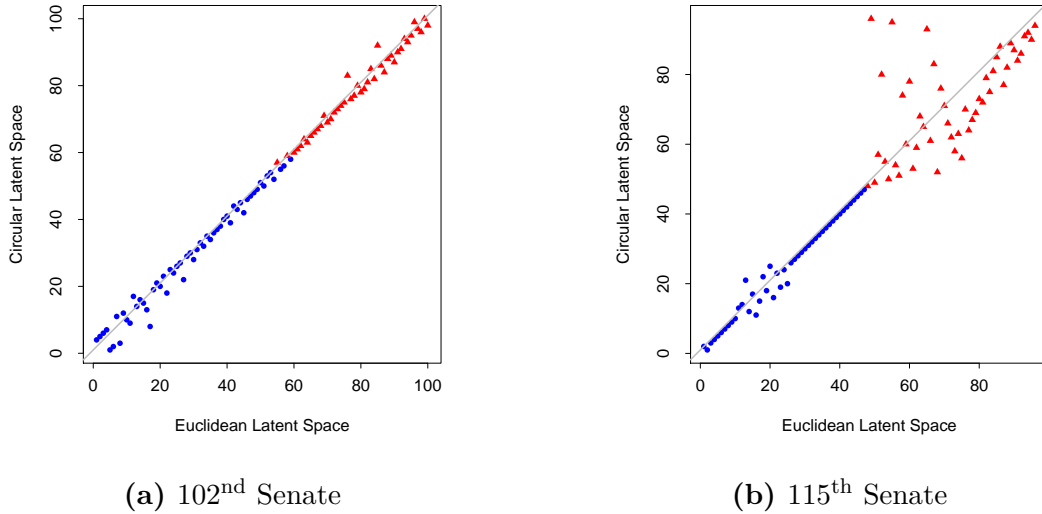 Circular Latent Space
100
80
60
40
20
0
0 20 40 60 80 100
Euclidean Latent Space
(a) 102nd Senate
Circular Latent Space
100
80
60
40
20
0
0 20 40 60 80
Euclidean Latent Space
(b) 115th Senate